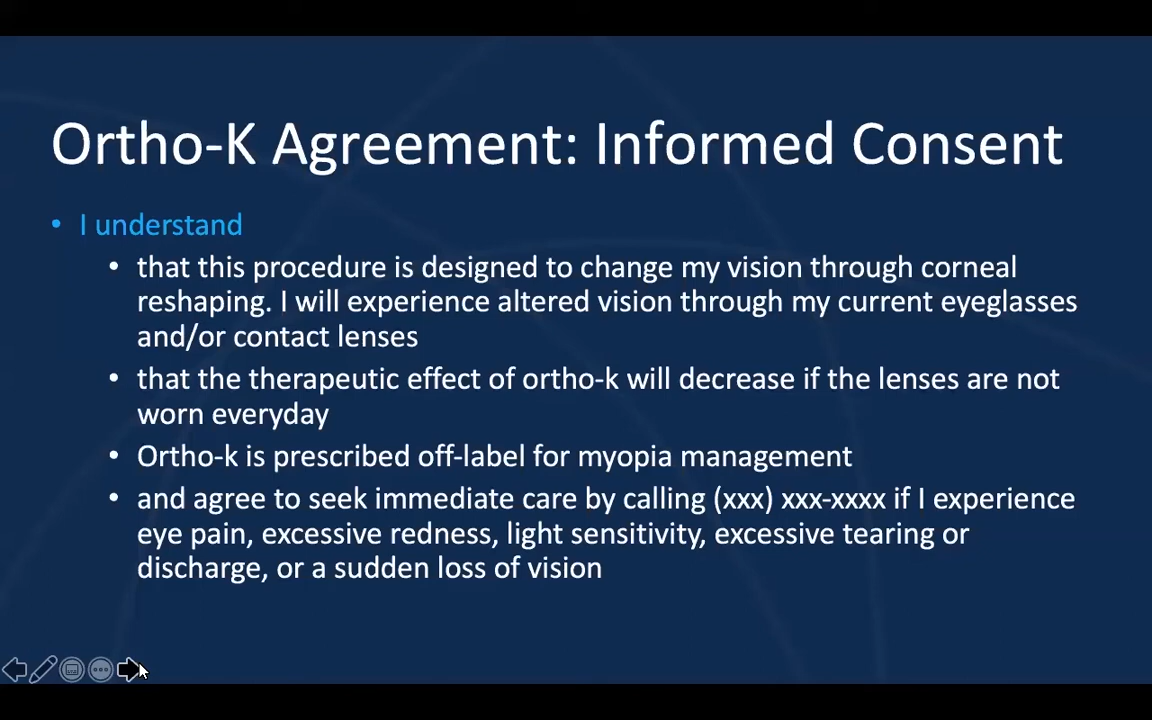 Ortho-K Agreement: Informed Consent
• I understand
• that this procedure is designed to change my vision through corneal
reshaping. I will experience altered vision through my current eyeglasses
and/or contact lenses
• that the therapeutic effect of ortho-k will decrease if the lenses are not
worn everyday
• Ortho-k is prescribed off-label for myopia management
• and agree to seek immediate care by calling (xxx) xxx-xxxx if I experience
eye pain, excessive redness, light sensitivity, excessive tearing or
discharge, or a sudden loss of vision